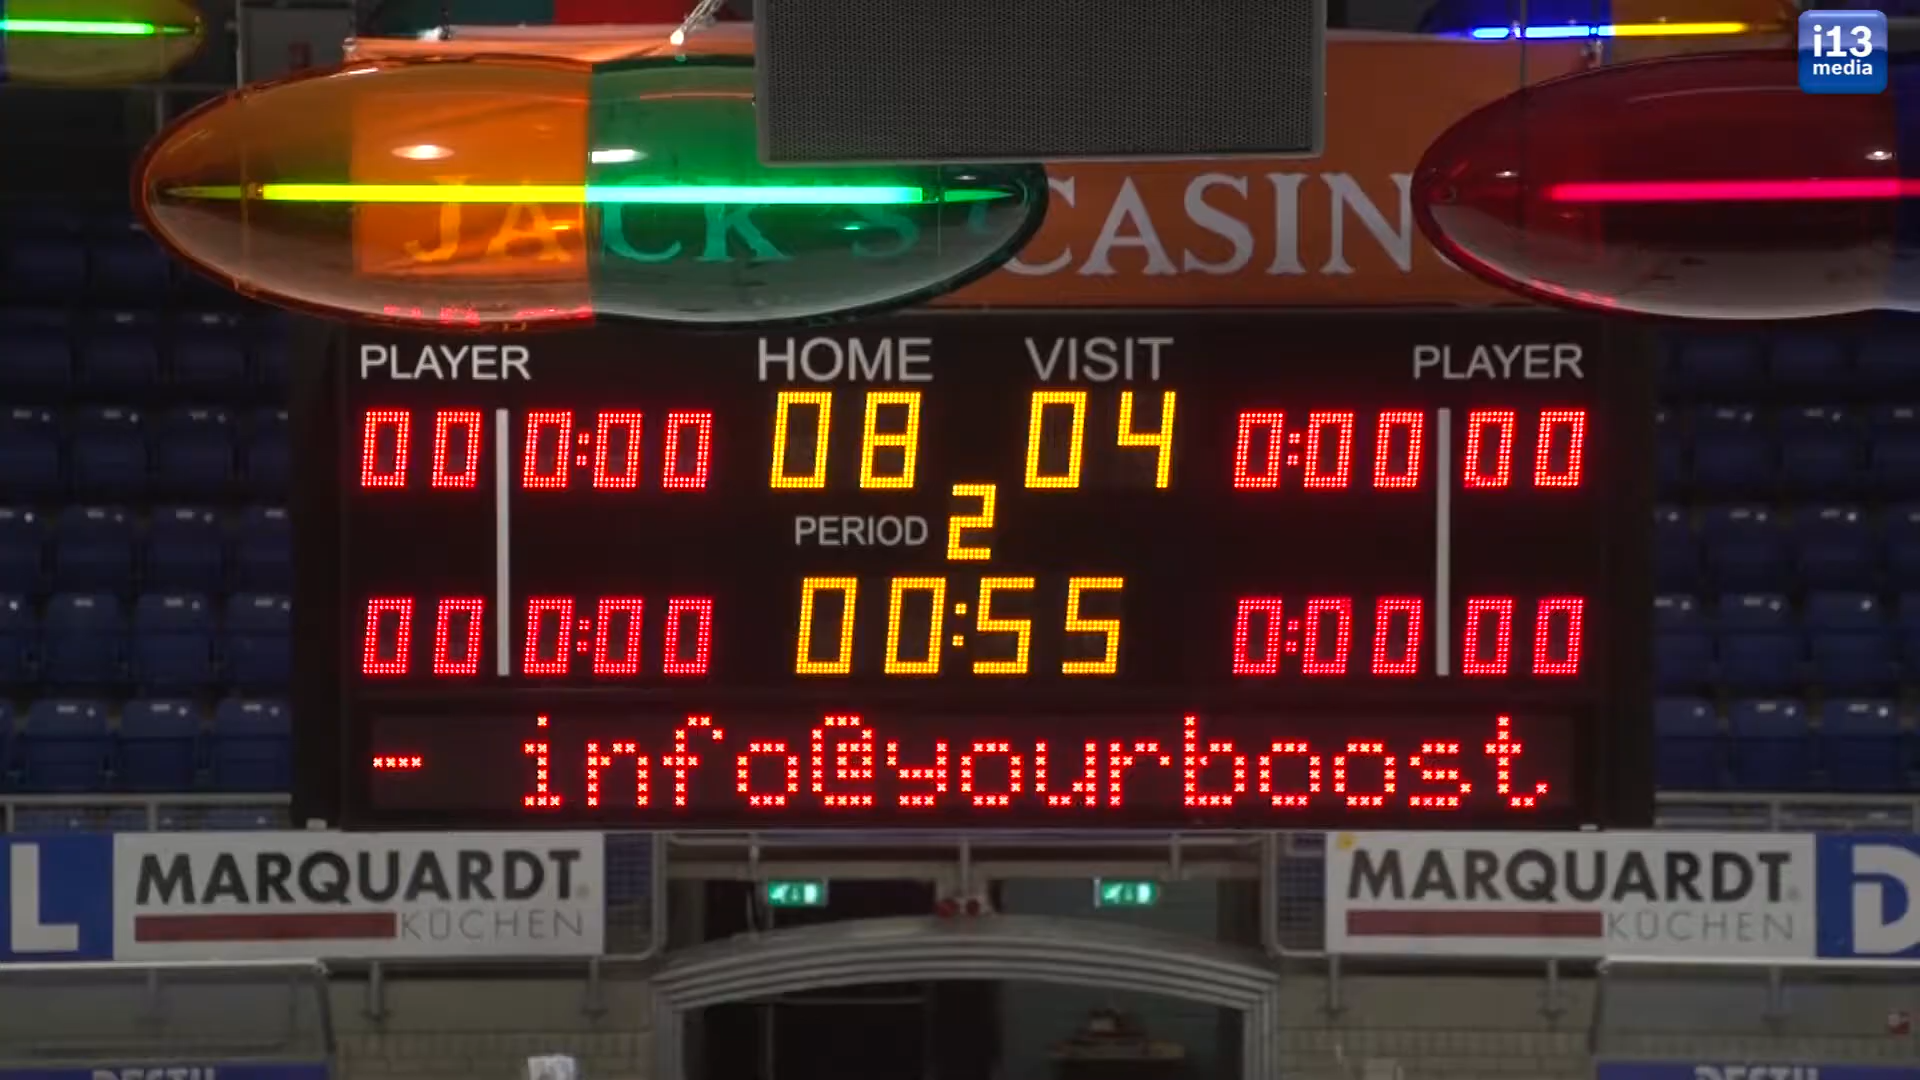 i13
media
JACK'S CASIN
PLAYER HOME VISIT PLAYER
00 0:00 08 04 0:00 00
PERIOD 2
00 0:00 00:55 0:00 00
- info@yourboost
L MARQUARDT MARQUARDT D
KÜCHEN KÜCHEN